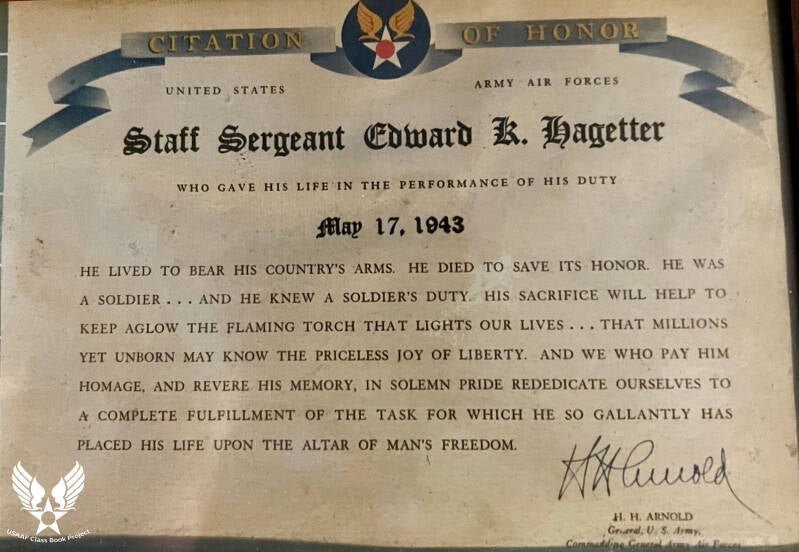 CITATION OF HONOR
UNITED STATES ARMY AIR FORCES
Staff Sergeant Edward K. Hagetter
WHO GAVE HIS LIFE IN THE PERFORMANCE OF HIS DUTY
May 17, 1943
HE LIVED TO BEAR HIS COUNTRY'S ARMS. HE DIED TO SAVE ITS HONOR. HE WAS
A SOLDIER ... AND HE KNEW A SOLDIER'S DUTY. HIS SACRIFICE WILL HELP TO
KEEP AGLOW THE FLAMING TORCH THAT LIGHTS OUR LIVES ... THAT MILLIONS
YET UNBORN MAY KNOW THE PRICELESS JOY OF LIBERTY. AND WE WHO PAY HIM
HOMAGE, AND REVERE HIS MEMORY, IN SOLEMN PRIDE REDEDICATE OURSELVES TO
A COMPLETE FULFILLMENT OF THE TASK FOR WHICH HE SO GALLANTLY HAS
PLACED HIS LIFE UPON THE ALTAR OF MAN'S FREEDOM.
H H Arnold
H. H. ARNOLD
General, U. S. Army,
Commanding General Army Air Forces
USAAF Class Book Project